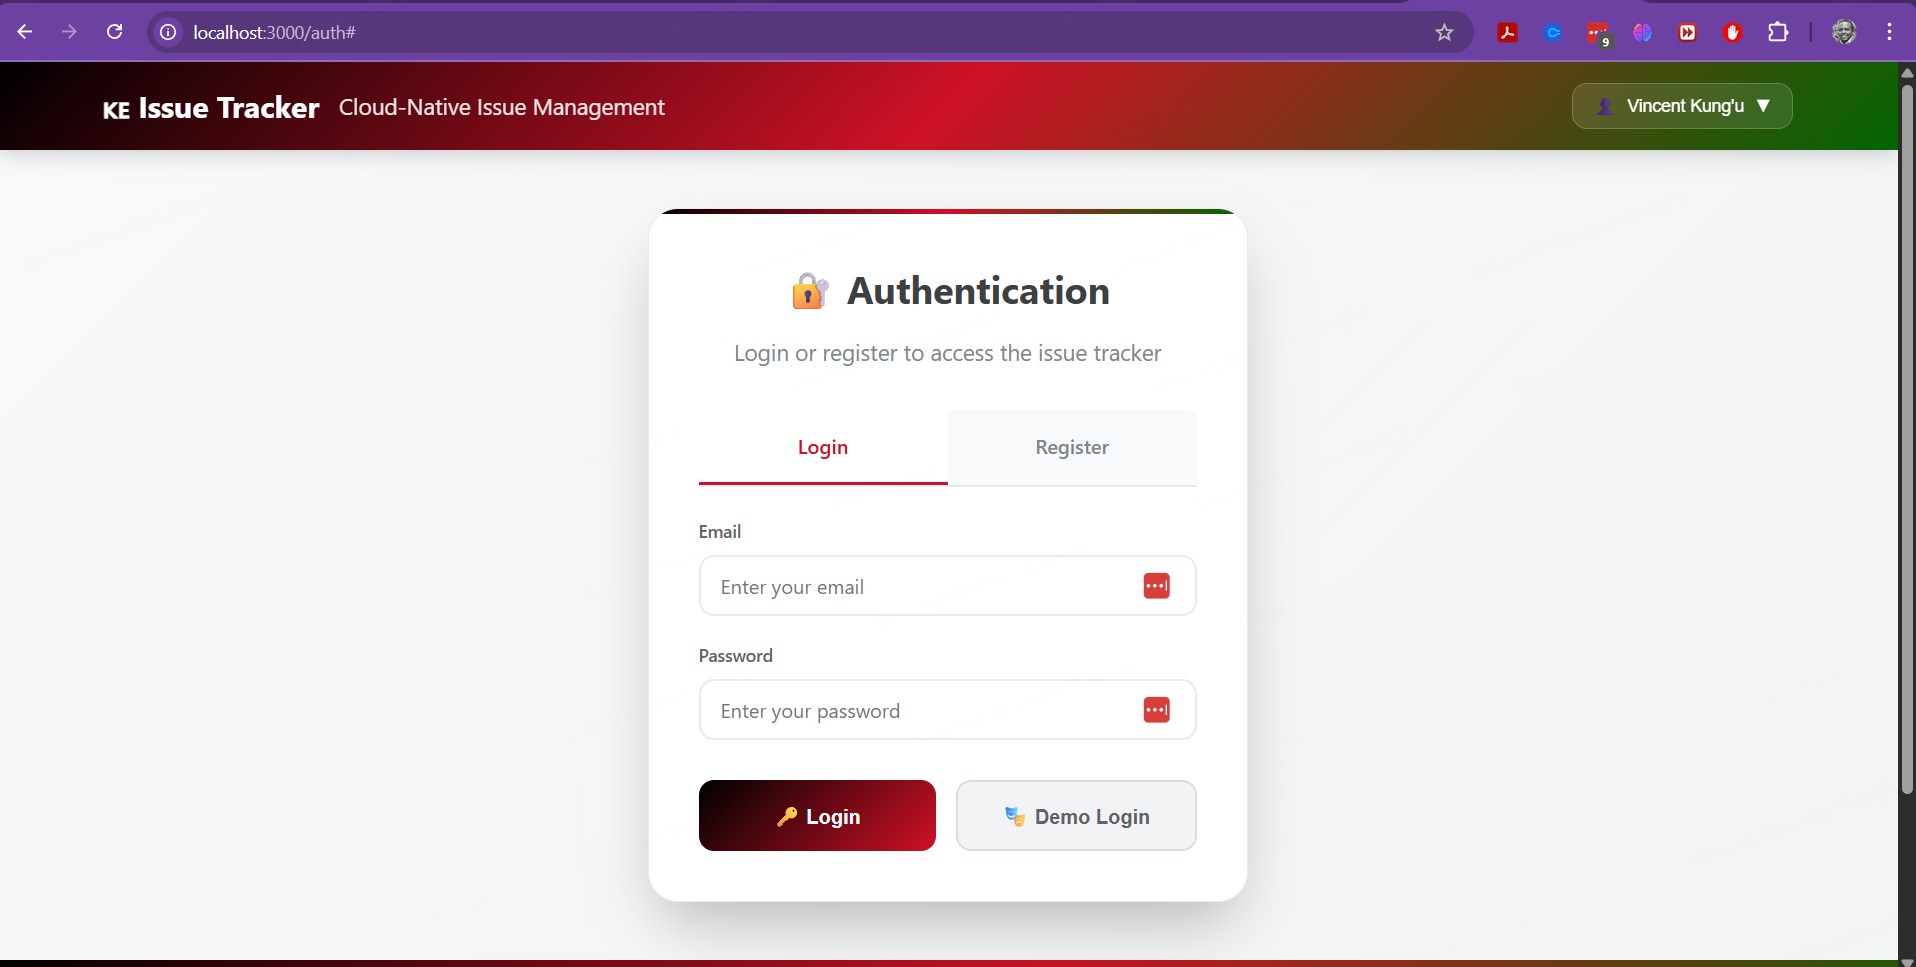 localhost:3000/auth#
9
KE Issue Tracker Cloud-Native Issue Management
Vincent Kung'u ▼
Authentication
Login or register to access the issue tracker
Login Register
Email
Enter your email
Password
Enter your password
Login Demo Login